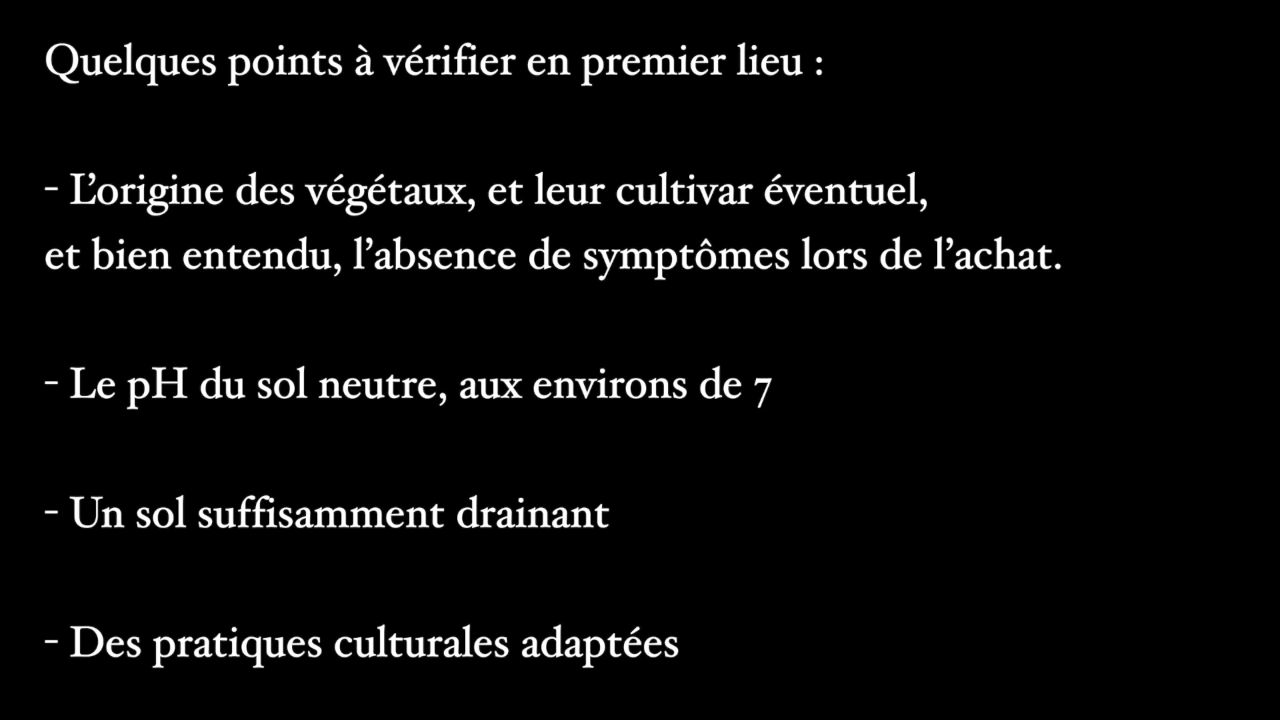 Quelques points à vérifier en premier lieu :
- L’origine des végétaux, et leur cultivar éventuel,
et bien entendu, l’absence de symptômes lors de l’achat.
- Le pH du sol neutre, aux environs de 7
- Un sol suffisamment drainant
- Des pratiques culturales adaptées